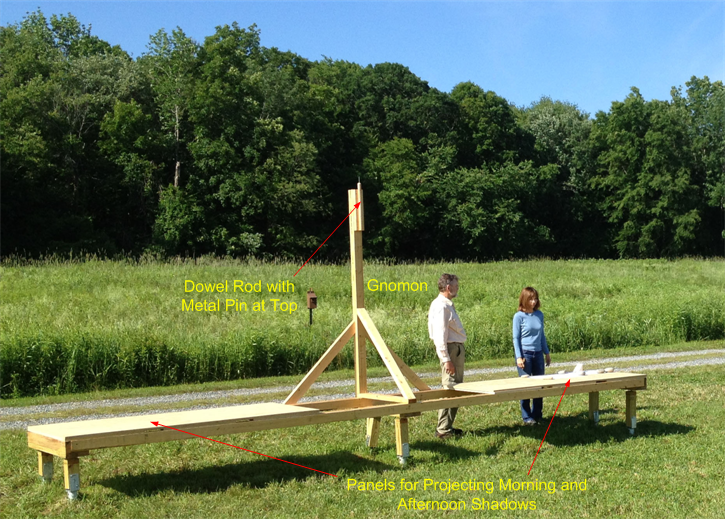 Dowel Rod with
Metal Pin at Top
Gnomon
Panels for Projecting Morning and
Afternoon Shadows